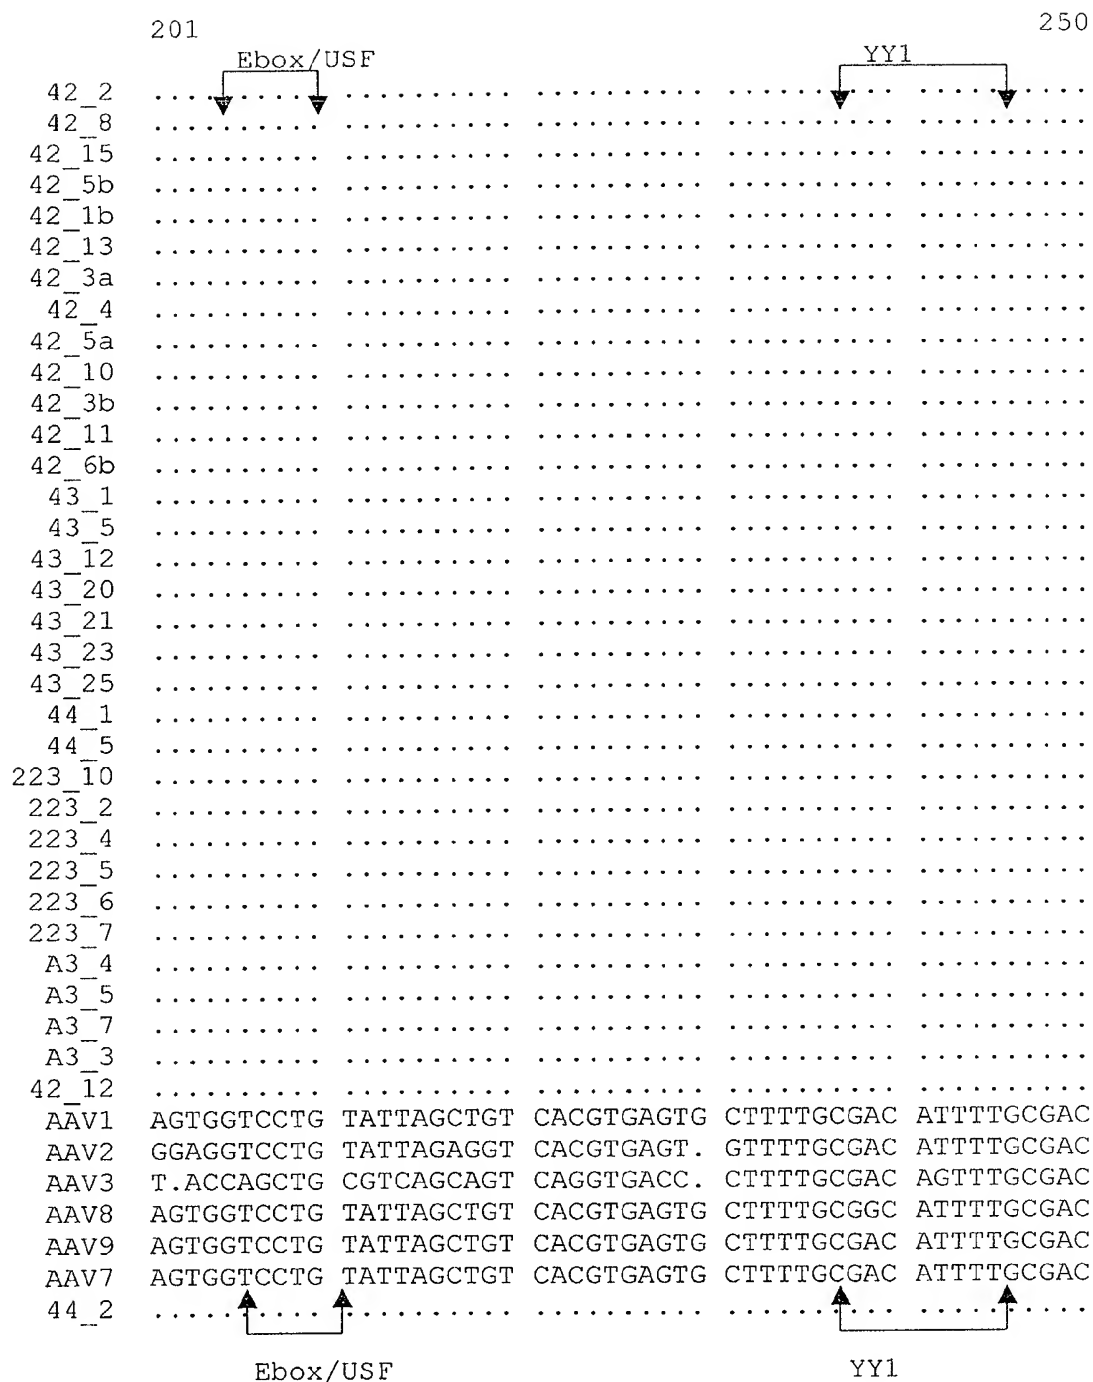 201 250
Ebox/USF YY1
42_2 .......... .......... .......... .......... ..........
42_8 .......... .......... .......... .......... ..........
42_15 .......... .......... .......... .......... ..........
42_5b .......... .......... .......... .......... ..........
42_1b .......... .......... .......... .......... ..........
42_13 .......... .......... .......... .......... ..........
42_3a .......... .......... .......... .......... ..........
42_4 .......... .......... .......... .......... ..........
42_5a .......... .......... .......... .......... ..........
42_10 .......... .......... .......... .......... ..........
42_3b .......... .......... .......... .......... ..........
42_11 .......... .......... .......... .......... ..........
42_6b .......... .......... .......... .......... ..........
43_1 .......... .......... .......... .......... ..........
43_5 .......... .......... .......... .......... ..........
43_12 .......... .......... .......... .......... ..........
43_20 .......... .......... .......... .......... ..........
43_21 .......... .......... .......... .......... ..........
43_23 .......... .......... .......... .......... ..........
43_25 .......... .......... .......... .......... ..........
44_1 .......... .......... .......... .......... ..........
44_5 .......... .......... .......... .......... ..........
223_10 .......... .......... .......... .......... ..........
223_2 .......... .......... .......... .......... ..........
223_4 .......... .......... .......... .......... ..........
223_5 .......... .......... .......... .......... ..........
223_6 .......... .......... .......... .......... ..........
223_7 .......... .......... .......... .......... ..........
A3_4 .......... .......... .......... .......... ..........
A3_5 .......... .......... .......... .......... ..........
A3_7 .......... .......... .......... .......... ..........
A3_3 .......... .......... .......... .......... ..........
42_12 .......... .......... .......... .......... ..........
AAV1 AGTGGTCCTG TATTAGCTGT CACGTGAGTG CTTTTGCGAC ATTTTGCGAC
AAV2 GGAGGTCCTG TATTAGAGGT CACGTGAGT. GTTTTGCGAC ATTTTGCGAC
AAV3 T.ACCAGCTG CGTCAGCAGT CAGGTGACC. CTTTTGCGAC AGTTTGCGAC
AAV8 AGTGGTCCTG TATTAGCTGT CACGTGAGTG CTTTTGCGGC ATTTTGCGAC
AAV9 AGTGGTCCTG TATTAGCTGT CACGTGAGTG CTTTTGCGAC ATTTTGCGAC
AAV7 AGTGGTCCTG TATTAGCTGT CACGTGAGTG CTTTTGCGAC ATTTTGCGAC
44_2 .......... .......... .......... .......... ..........
Ebox/USF YY1